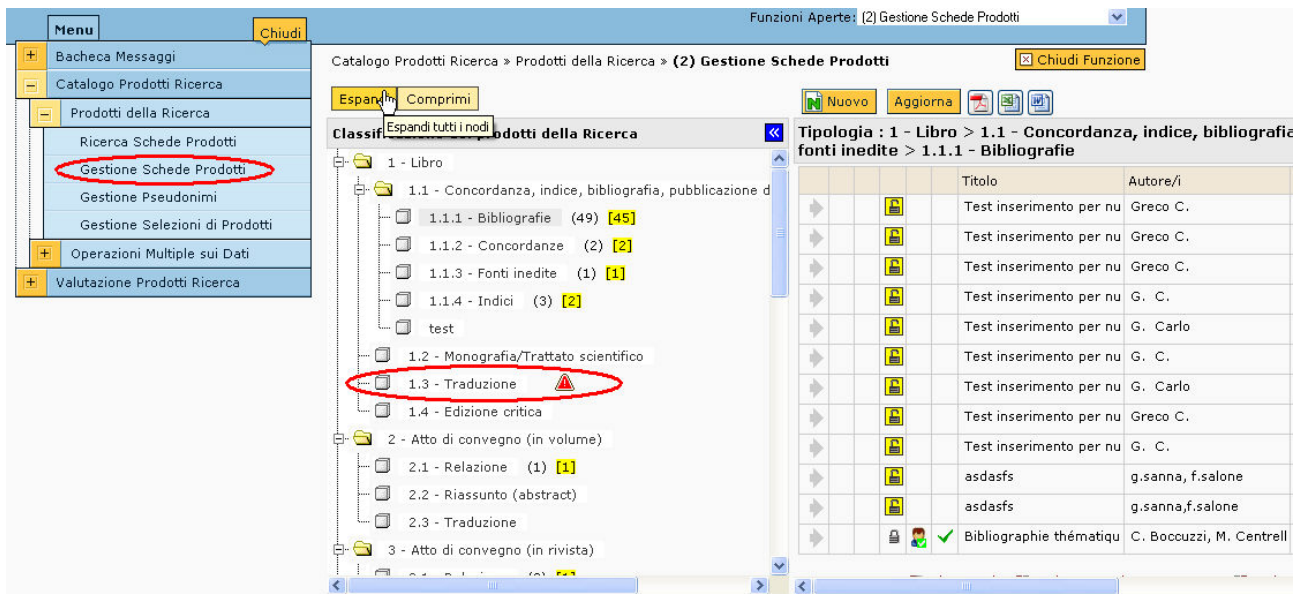 Funzioni Aperte: (2) Gestione Schede Prodotti
Menu
Chiudi
Bacheca Messaggi
Catalogo Prodotti Ricerca
Prodotti della Ricerca
Ricerca Schede Prodotti
Gestione Schede Prodotti
Gestione Pseudonimi
Gestione Selezioni di Prodotti
Operazioni Multiple sui Dati
Valutazione Prodotti Ricerca
Catalogo Prodotti Ricerca » Prodotti della Ricerca » (2) Gestione Schede Prodotti
Chiudi Funzione
Comprimi
Espandi tutti i nodi
prodotti della Ricerca
1 - Libro
1.1 - Concordanza, indice, bibliografia, pubblicazione d
1.1.1 - Bibliografie (49) [45]
1.1.2 - Concordanze (2) [2]
1.1.3 - Fonti inedite (1) [1]
1.1.4 - Indici (3) [2]
test
1.2 - Monografia/Trattato scientifico
1.3 - Traduzione
1.4 - Edizione critica
2 - Atto di convegno (in volume)
2.1 - Relazione (1) [1]
2.2 - Riassunto (abstract)
2.3 - Traduzione
3 - Atto di convegno (in rivista)
Nuovo Aggiorna
Tipologia : 1 - Libro > 1.1 - Concordanza, indice, bibliografia
fonti inedite > 1.1.1 - Bibliografie
Titolo Autore/i
Test inserimento per nu Greco C.
Test inserimento per nu Greco C.
Test inserimento per nu Greco C.
Test inserimento per nu G. C.
Test inserimento per nu G. Carlo
Test inserimento per nu G. C.
Test inserimento per nu G. Carlo
Test inserimento per nu Greco C.
Test inserimento per nu G. C.
asdasfs g.sanna, f.salone
asdasfs g.sanna,f.salone
Bibliographie thématiqu C. Boccuzzi, M. Centrell